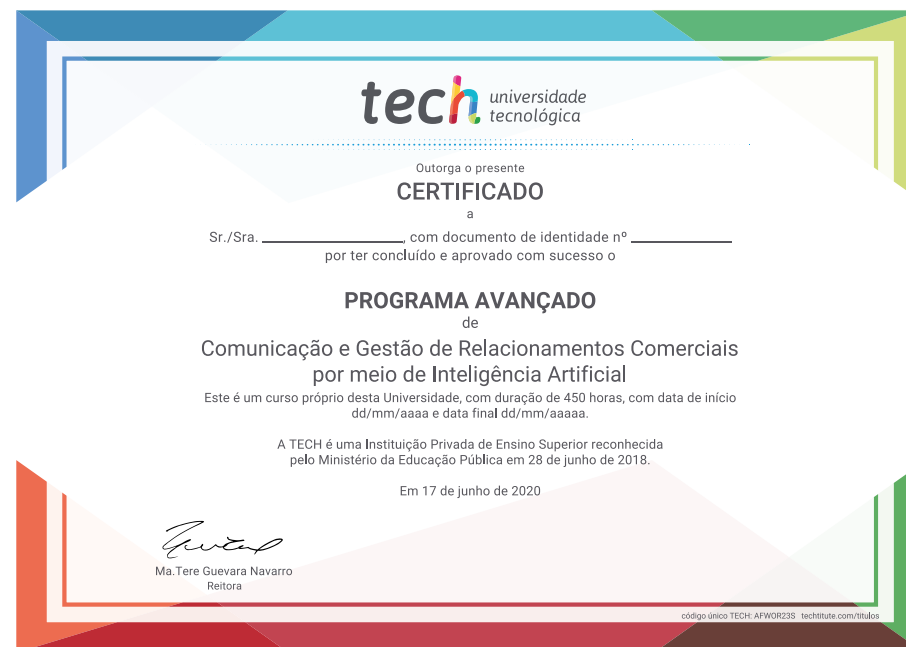 tech universidade
tecnológica
Outorga o presente
CERTIFICADO
a
Sr./Sra. ____________________, com documento de identidade nº ______________
por ter concluído e aprovado com sucesso o
PROGRAMA AVANÇADO
de
Comunicação e Gestão de Relacionamentos Comerciais
por meio de Inteligência Artificial
Este é um curso próprio desta Universidade, com duração de 450 horas, com data de início
dd/mm/aaaa e data final dd/mm/aaaaa.
A TECH é uma Instituição Privada de Ensino Superior reconhecida
pelo Ministério da Educação Pública em 28 de junho de 2018.
Em 17 de junho de 2020
Ma.Tere Guevara Navarro
Reitora
código único TECH: AFWOR23S techtitute.com/titulos